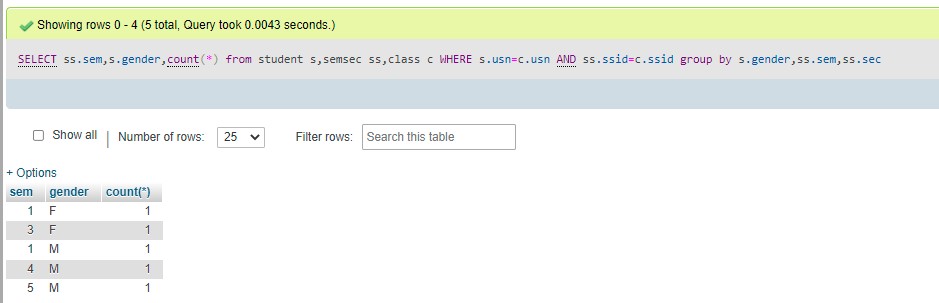 Showing rows 0 - 4 (5 total, Query took 0.0043 seconds.)
SELECT ss.sem,s.gender,count(*) from student s,semsec ss,class c WHERE s.usn=c.usn AND ss.ssid=c.ssid group by s.gender,ss.sem,ss.sec
Show all | Number of rows: 25 Filter rows: Search this table
+ Options
sem gender count(*)
1 F 1
3 F 1
1 M 1
4 M 1
5 M 1